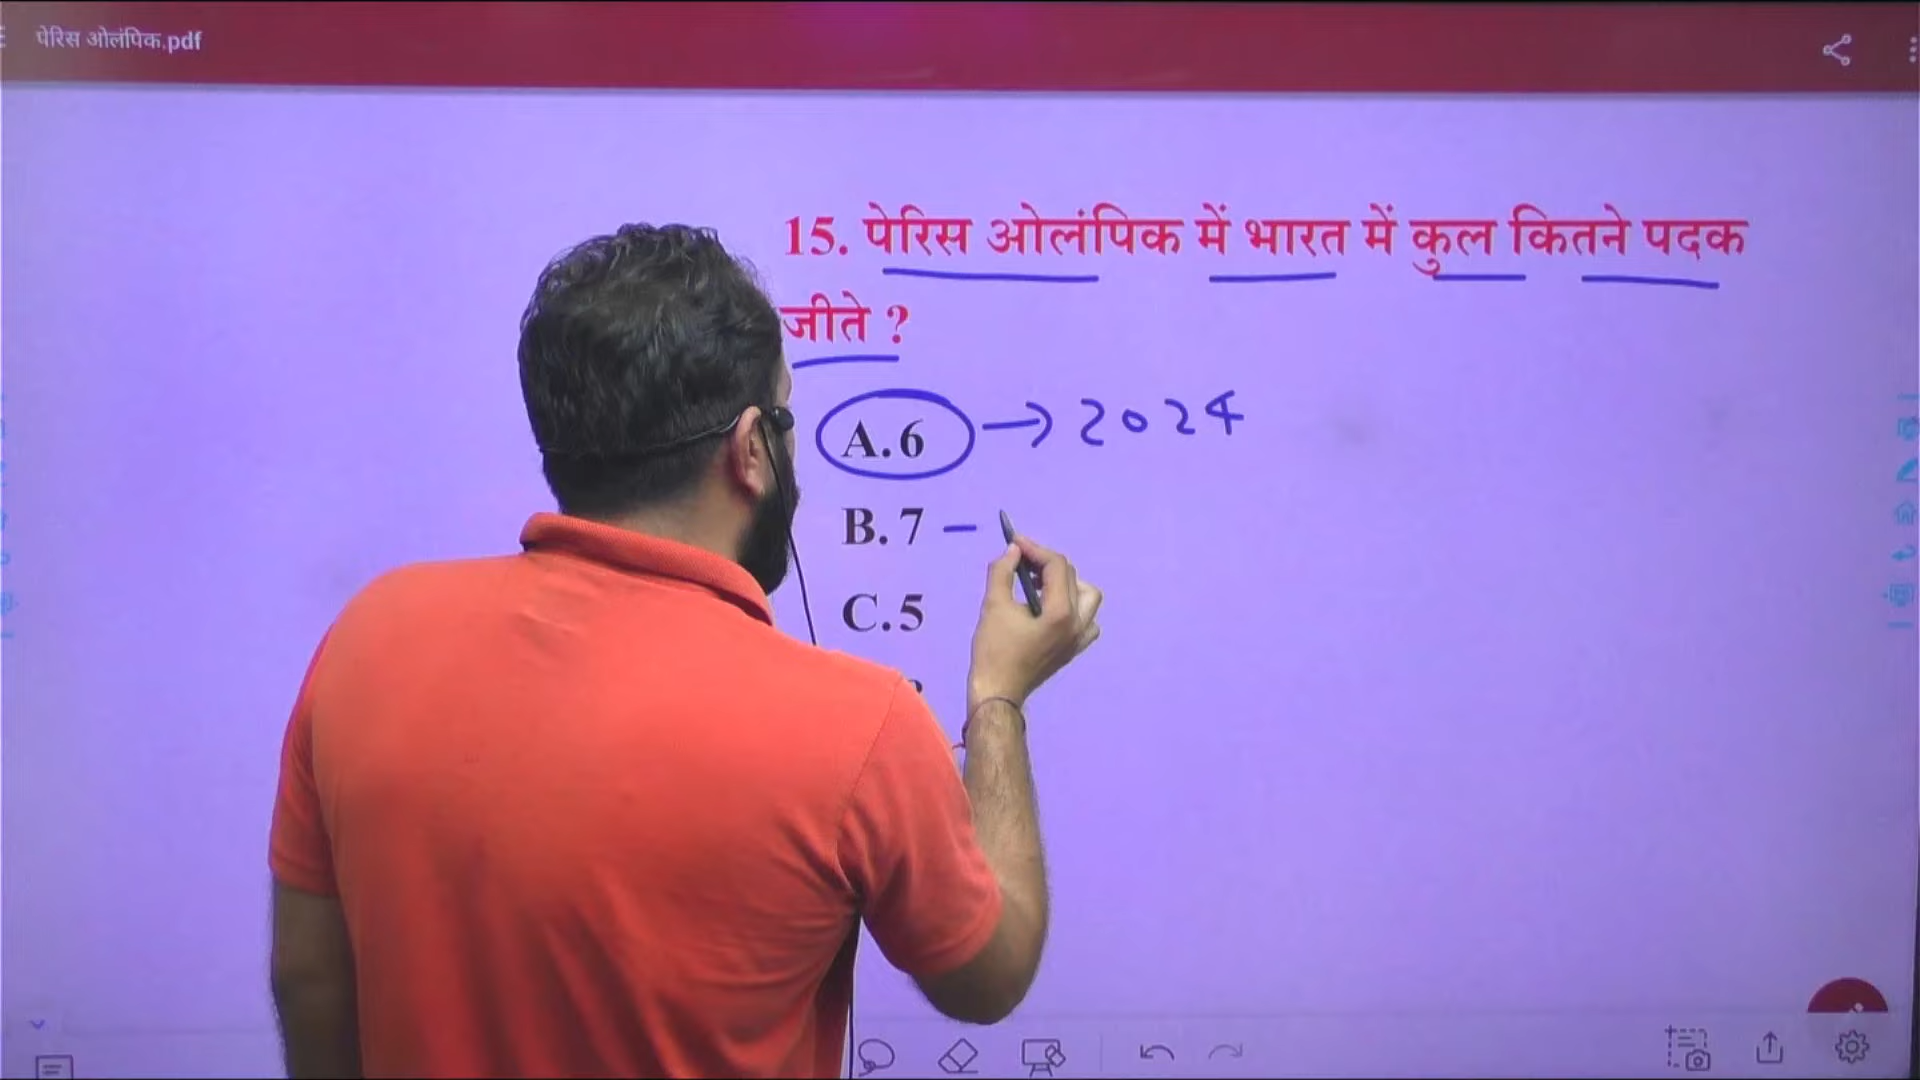 पेरिस ओलंपिक.pdf
15. पेरिस ओलंपिक में भारत में कुल कितने पदक
जीते ?
A. 6 → 2024
B. 7 –
C. 5